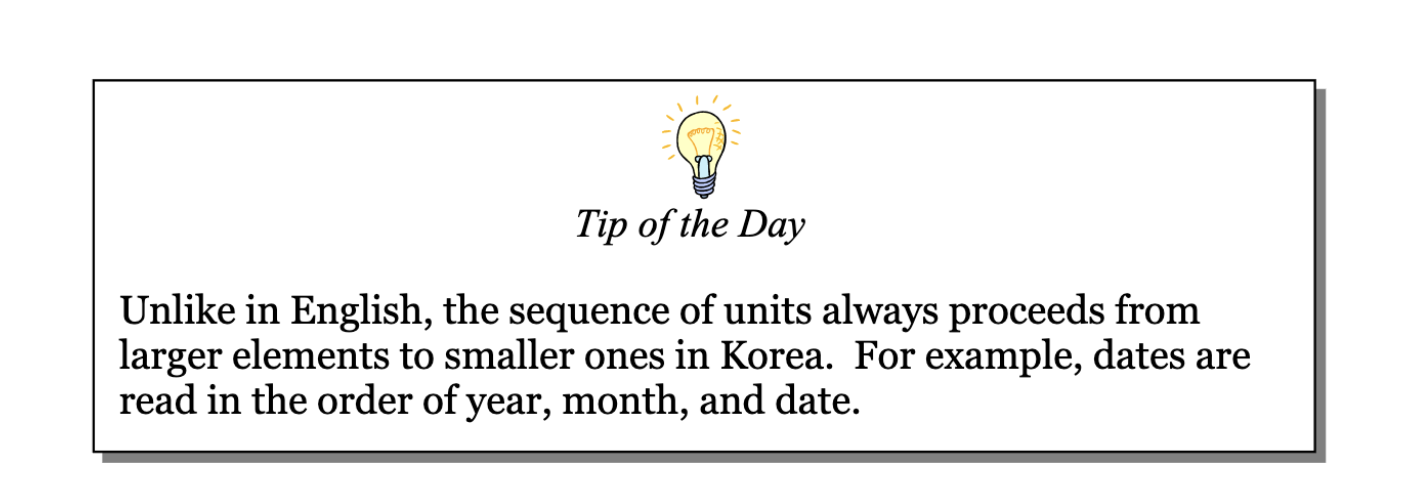 Tip of the Day
Unlike in English, the sequence of units always proceeds from
larger elements to smaller ones in Korea.  For example, dates are
read in the order of year, month, and date.